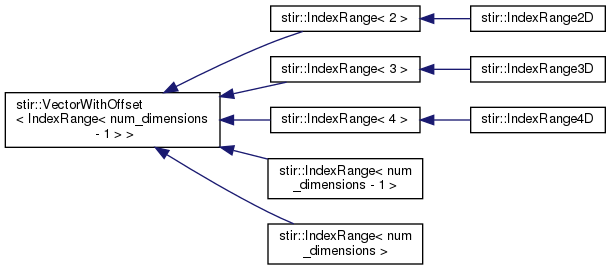 stir::IndexRange< 2 >
stir::IndexRange2D
stir::IndexRange< 3 >
stir::IndexRange3D
stir::VectorWithOffset
< IndexRange< num_dimensions
- 1 > >
stir::IndexRange< 4 >
stir::IndexRange4D
stir::IndexRange< num
_dimensions - 1 >
stir::IndexRange< num
_dimensions >